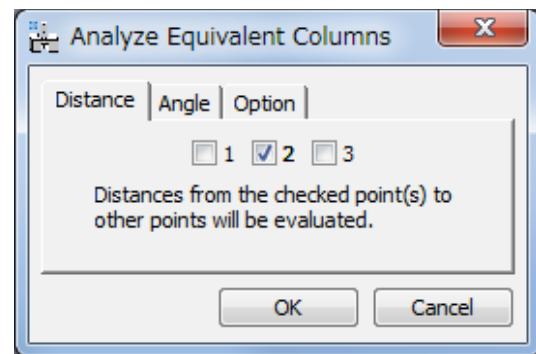 Analyze Equivalent Columns
Distance Angle Option
1 2 3
Distances from the checked point(s) to
other points will be evaluated.
OK Cancel